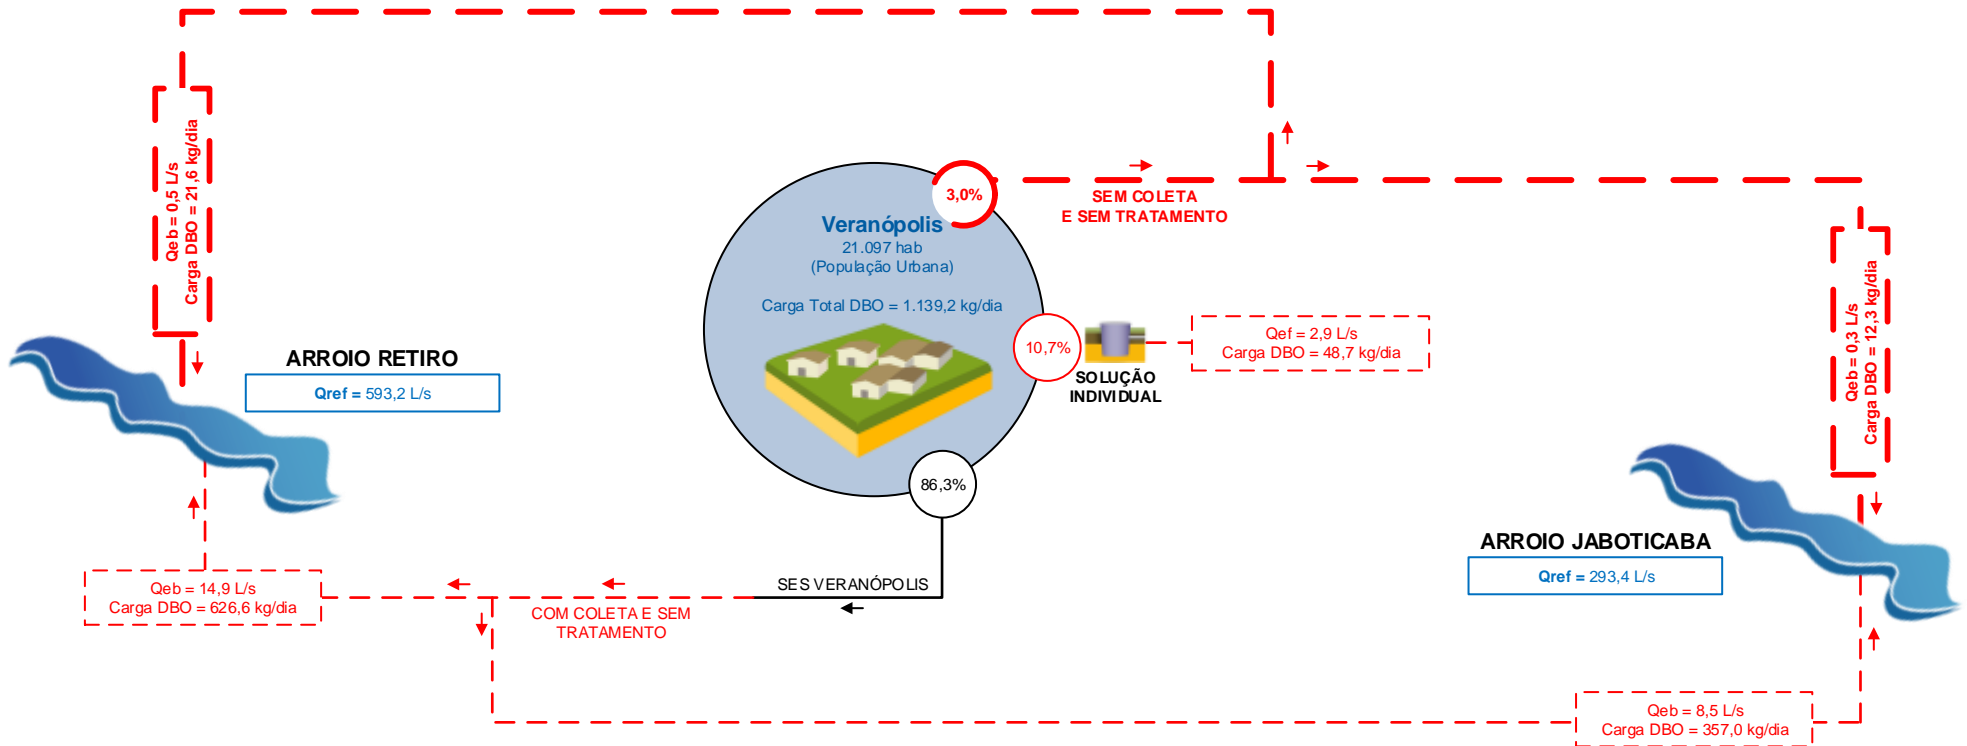 Qeb = 0,5 L/s
Carga DBO = 21,6 kg/dia
3,0%
SEM COLETA
E SEM TRATAMENTO
Veranópolis
21.097 hab
(População Urbana)
Carga Total DBO = 1.139,2 kg/dia
10,7%
SOLUÇÃO
INDIVIDUAL
Qef = 2,9 L/s
Carga DBO = 48,7 kg/dia
Qeb = 0,3 L/s
Carga DBO = 12,3 kg/dia
ARROIO RETIRO
Qref = 593,2 L/s
86,3%
SES VERANÓPOLIS
COM COLETA E SEM
TRATAMENTO
Qeb = 14,9 L/s
Carga DBO = 626,6 kg/dia
ARROIO JABOTICABA
Qref = 293,4 L/s
Qeb = 8,5 L/s
Carga DBO = 357,0 kg/dia